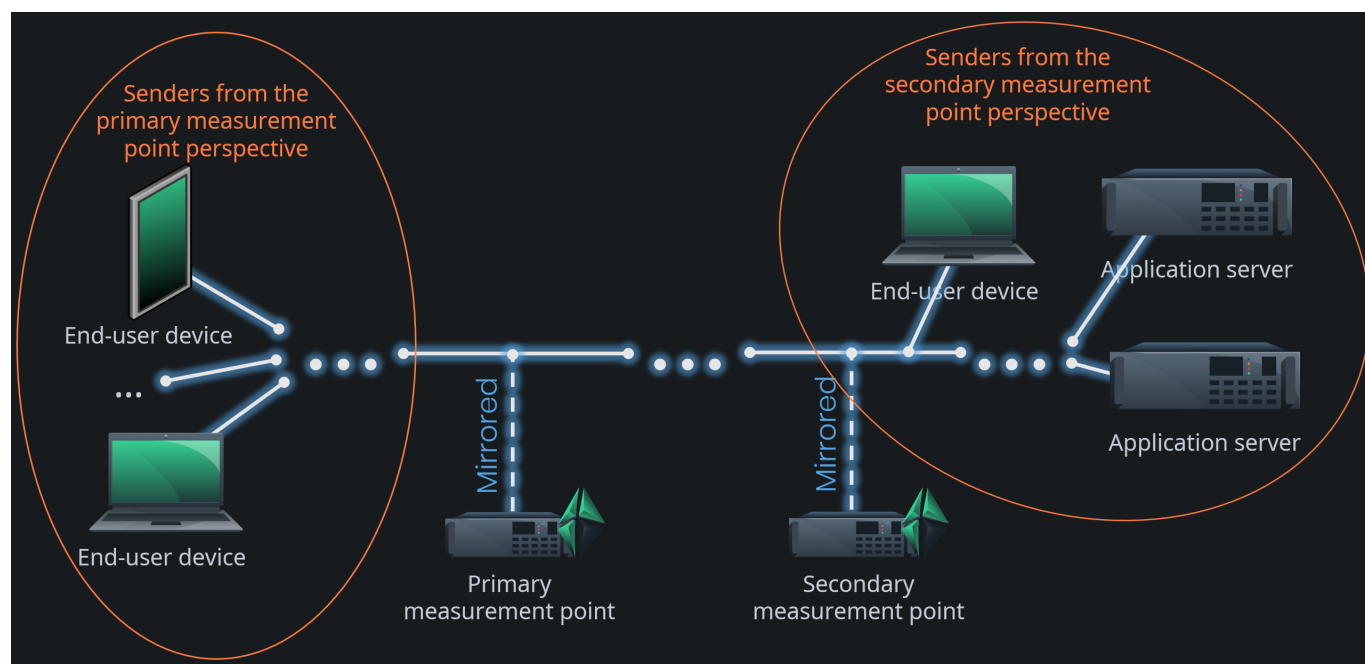 Senders from the
primary measurement
point perspective
Senders from the
secondary measurement
point perspective
End-user device
...
End-user device
End-user device
Application server
Application server
Mirrored
Mirrored
Primary
measurement point
Secondary
measurement point